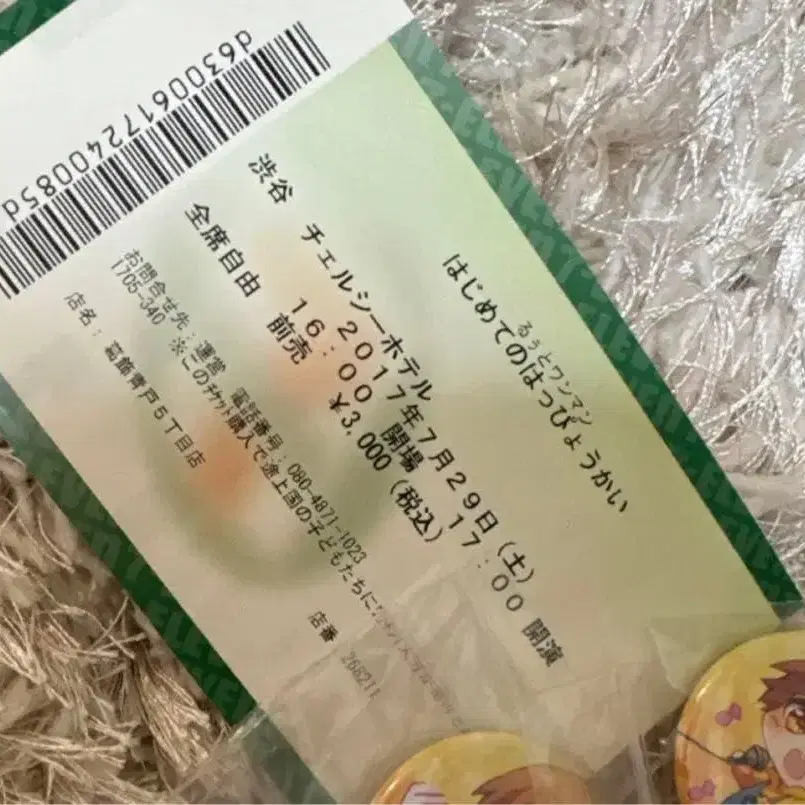 d6300617240085d
るぅとワンマン
はじめてのはっぴょうかい
渋谷 チェルシーホテル
2017年7月29日(土)
16:00 開場 17:00 開演
全席自由 前売 ¥3,000(税込)
お問合せ先:運営 電話番号:080-4871-1023
1705-340 ※このチケット購入で途上国の子どもたちに
店名:葛飾青戸5丁目店 店番 268211